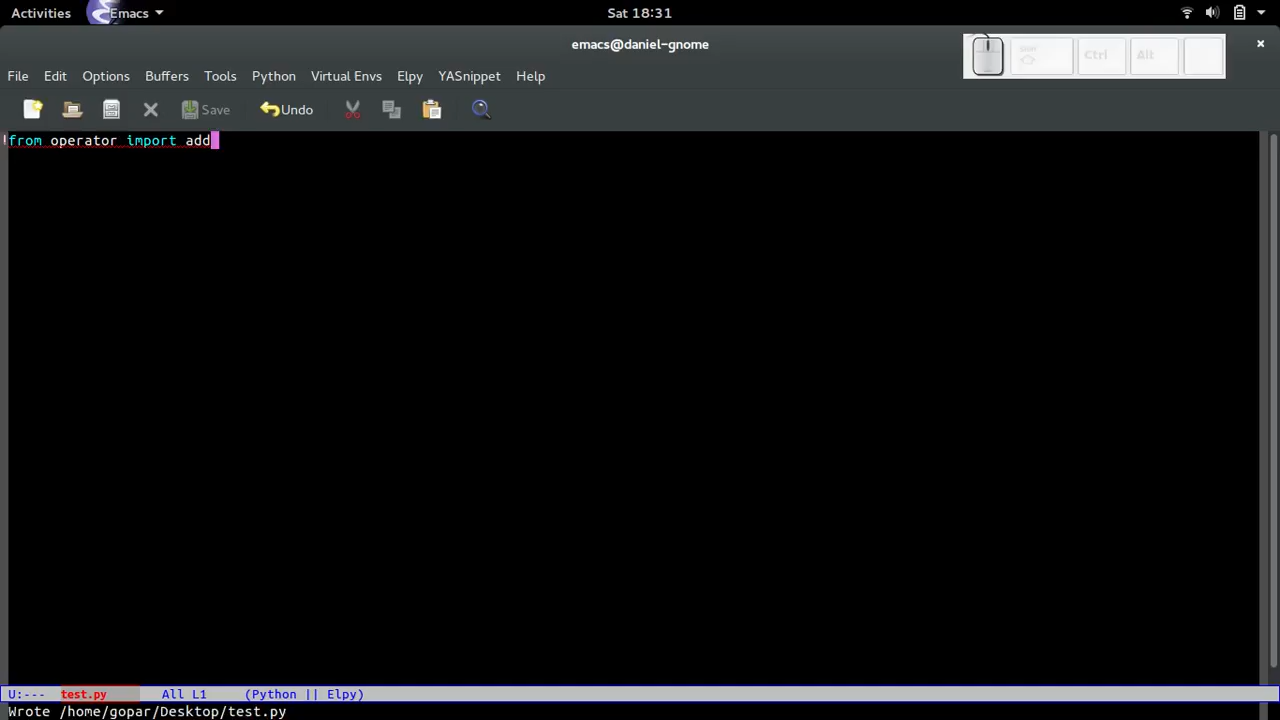 Activities Emacs Sat 18:31
emacs@daniel-gnome
Ctrl Alt
File Edit Options Buffers Tools Python Virtual Envs Elpy YASnippet Help
Save Undo
from operator import add
U:--- test.py All L1 (Python || Elpy)
Wrote /home/gopar/Desktop/test.py